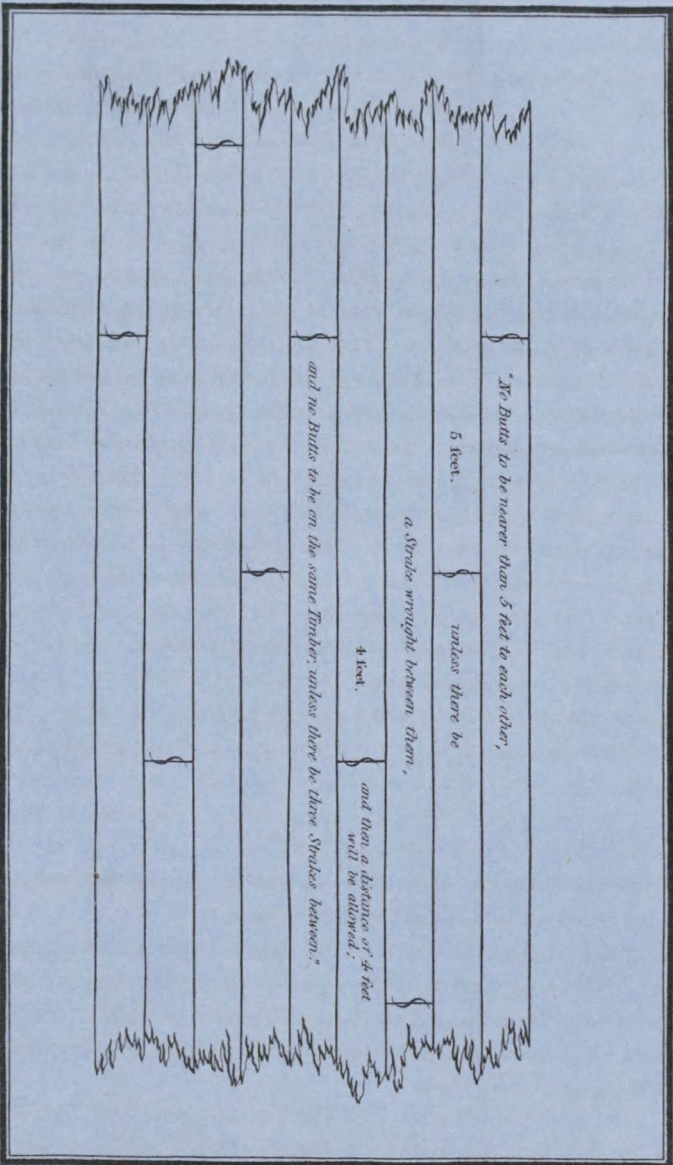 "No Butts to be nearer than 5 feet to each other,
5 feet.
unless there be
a Strake wrought between them,
4 feet.
and then a distance of 4 feet
will be allowed;
and no Butts to be on the same Timber, unless there be three Strakes between."